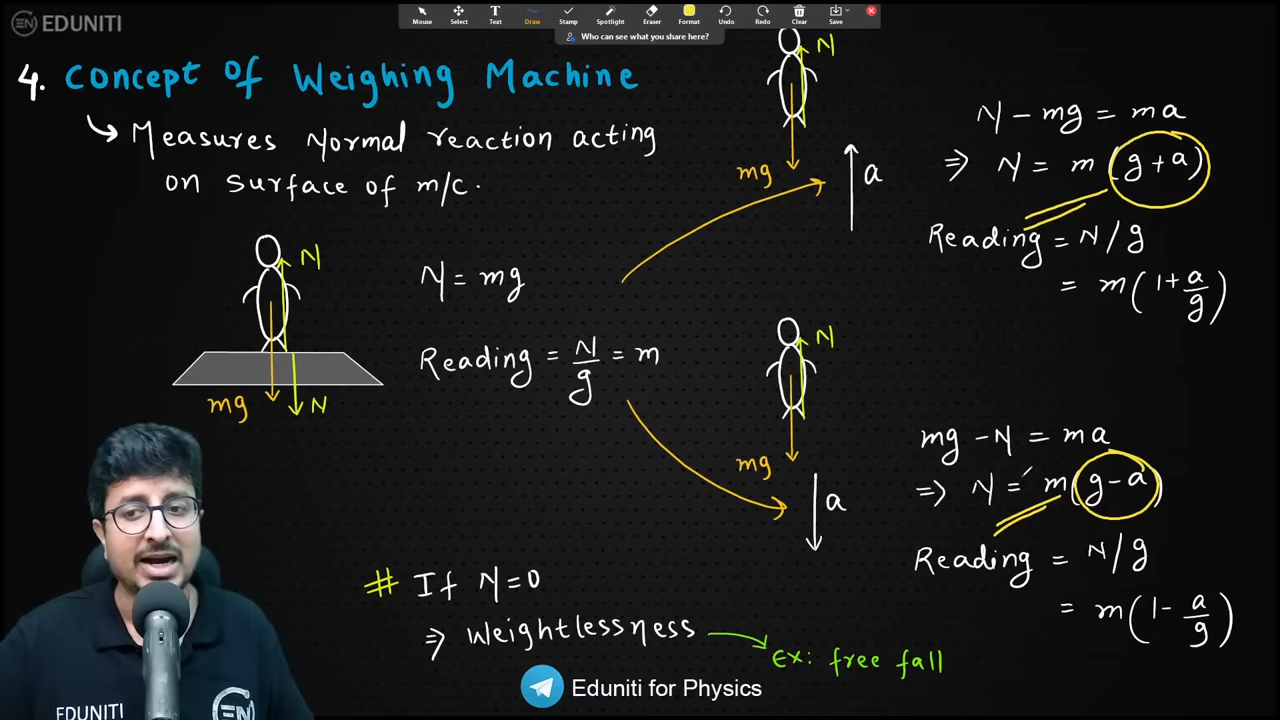 EN EDUNITI
Mouse Select Text Draw Stamp Spotlight Eraser Format Undo Redo Clear Save
Who can see what you share here?
4. Concept of Weighing Machine
↳ Measures Normal reaction acting
on surface of m/c.
N
mg
N
N = mg
Reading = N/g = m
N
mg
a
N - mg = ma
⇒ N = m (g + a)
Reading = N/g
= m(1 + a/g)
N
mg
a
mg - N = ma
⇒ N = m(g - a)
Reading = N/g
= m(1 - a/g)
# If N = 0
⇒ Weightlessness → Ex: free fall
Eduniti for Physics
EDUNITI
EN